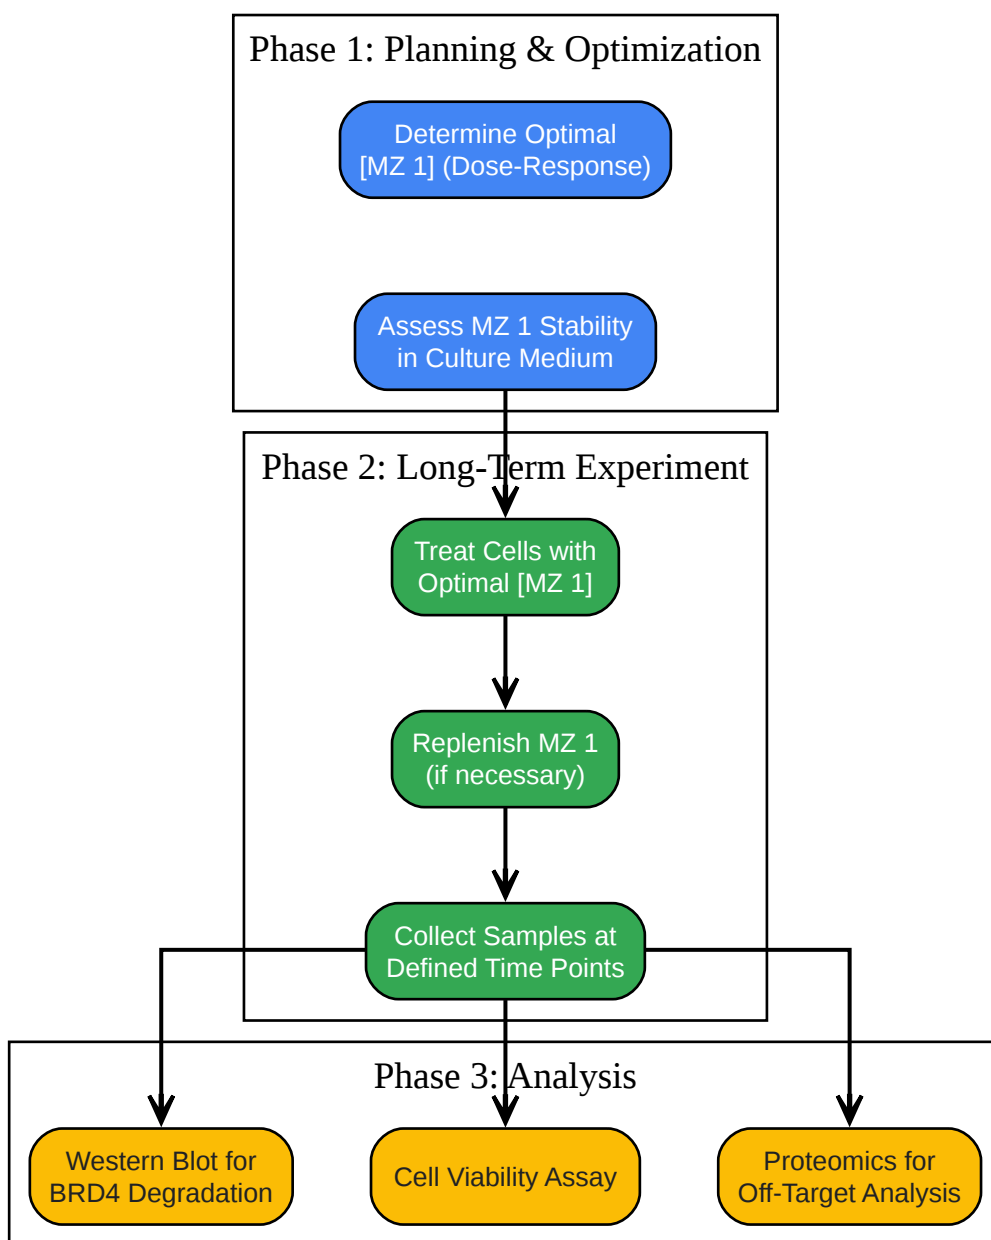 Phase 1: Planning & Optimization
Determine Optimal
[MZ 1] (Dose-Response)
Assess MZ 1 Stability
in Culture Medium
Phase 2: Long-Term Experiment
Treat Cells with
Optimal [MZ 1]
Replenish MZ 1
(if necessary)
Collect Samples at
Defined Time Points
Phase 3: Analysis
Western Blot for
BRD4 Degradation
Cell Viability Assay
Proteomics for
Off-Target Analysis